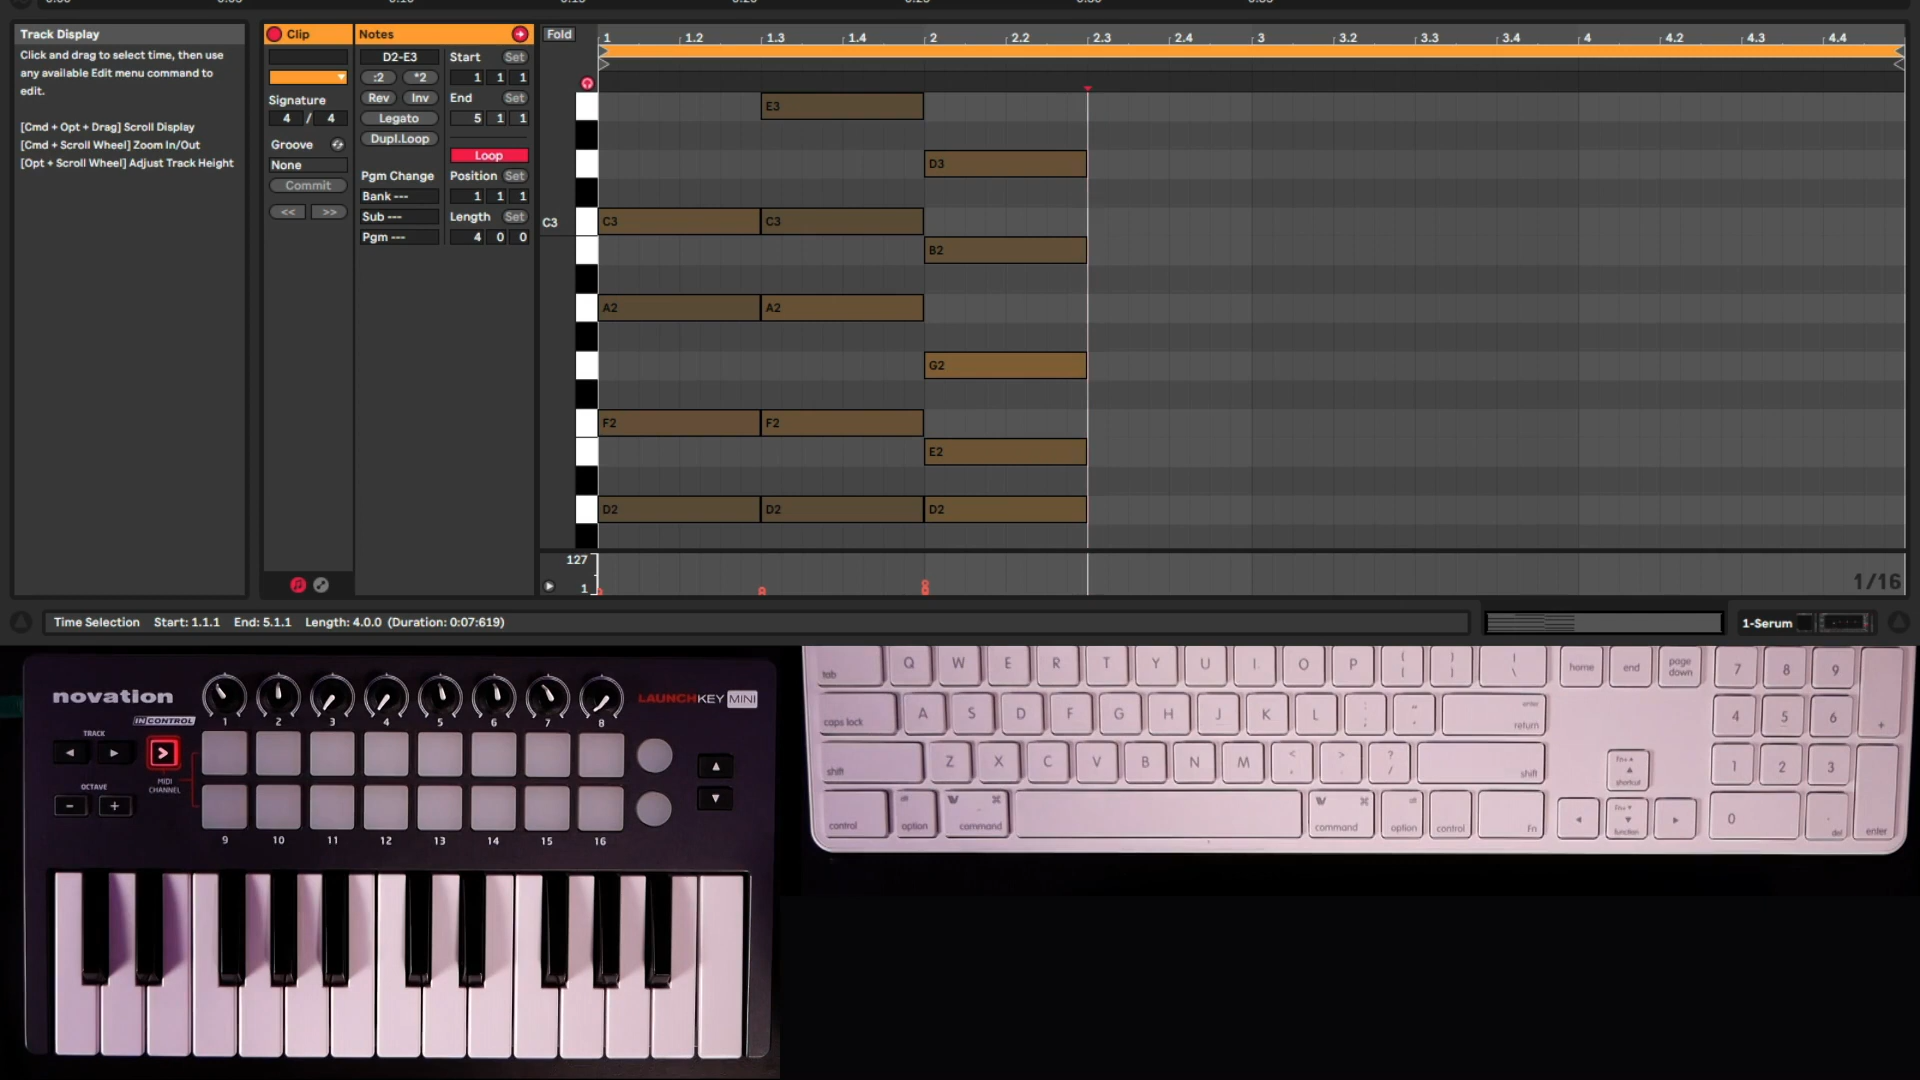 Track Display
Click and drag to select time, then use
any available Edit menu command to
edit.
[Cmd + Opt + Drag] Scroll Display
[Cmd + Scroll Wheel] Zoom In/Out
[Opt + Scroll Wheel] Adjust Track Height
Clip
Signature
4 / 4
Groove
None
Commit
<< >>
Notes
D2-E3
:2 *2
Rev Inv
Legato
Dupl.Loop
Pgm Change
Bank ---
Sub ---
Pgm ---
Start Set
1 1 1
End Set
5 1 1
Loop
Position Set
1 1 1
Length Set
4 0 0
Fold
1 1.2 1.3 1.4 2 2.2 2.3 2.4 3 3.2 3.3 3.4 4 4.2 4.3 4.4
E3
D3
C3 C3 C3
B2
A2 A2
G2
F2 F2
E2
D2 D2 D2
127
1
1/16
Time Selection Start: 1.1.1 End: 5.1.1 Length: 4.0.0 (Duration: 0:07:619)
1-Serum
novation
LAUNCHKEY MINI
IN CONTROL
1 2 3 4 5 6 7 8
TRACK
MIDI
CHANNEL
OCTAVE
- +
9 10 11 12 13 14 15 16
tab Q W E R T Y U I O P { [ } ] | \ home end page down 7 8 9
caps lock A S D F G H J K L : ; " ' enter return 4 5 6 +
shift Z X C V B N M < , > . ? / shift 1 2 3
control option command command option control Fn 0 . del enter